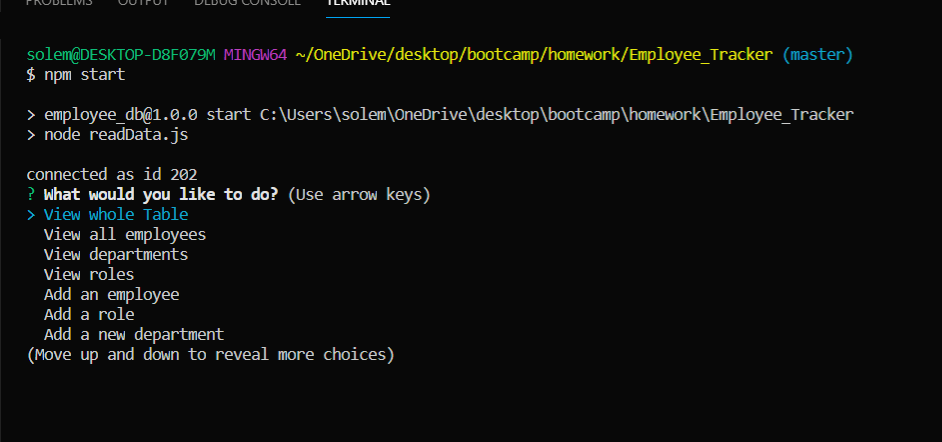 PROBLEMS OUTPUT DEBUG CONSOLE TERMINAL
solem@DESKTOP-D8F079M MINGW64 ~/OneDrive/desktop/bootcamp/homework/Employee_Tracker (master)
$ npm start
> employee_db@1.0.0 start C:\Users\solem\OneDrive\desktop\bootcamp\homework\Employee_Tracker
> node readData.js
connected as id 202
? What would you like to do? (Use arrow keys)
> View whole Table
View all employees
View departments
View roles
Add an employee
Add a role
Add a new department
(Move up and down to reveal more choices)